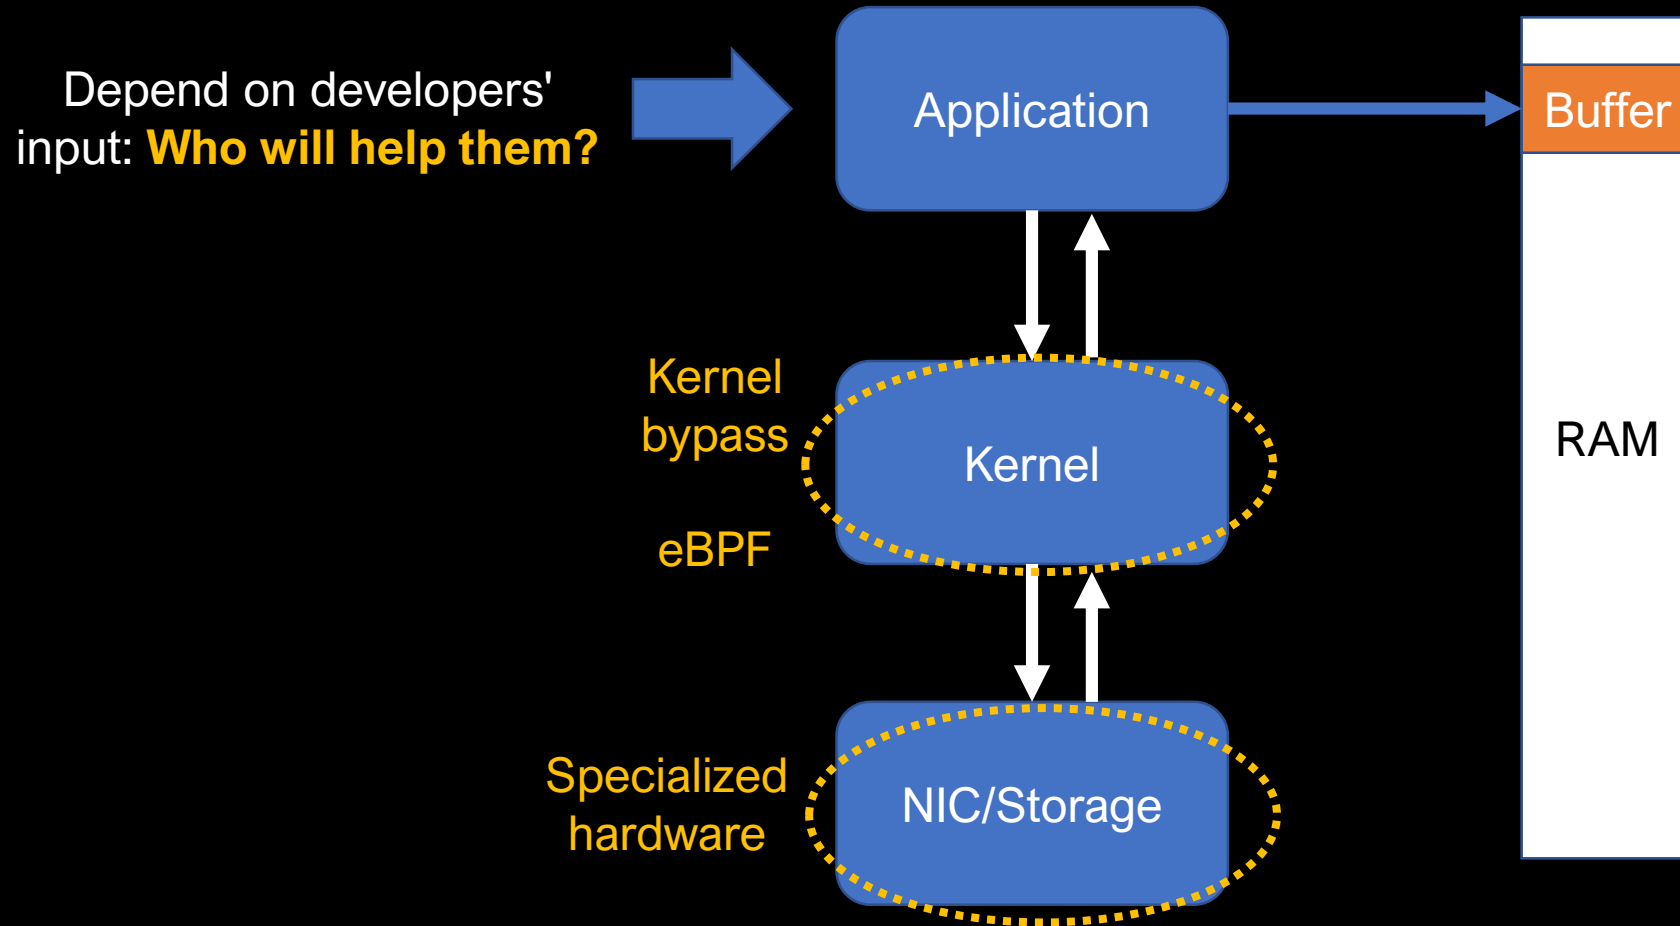 Depend on developers'
input: Who will help them?
Application
Buffer
Kernel
bypass
eBPF
Kernel
RAM
Specialized
hardware
NIC/Storage